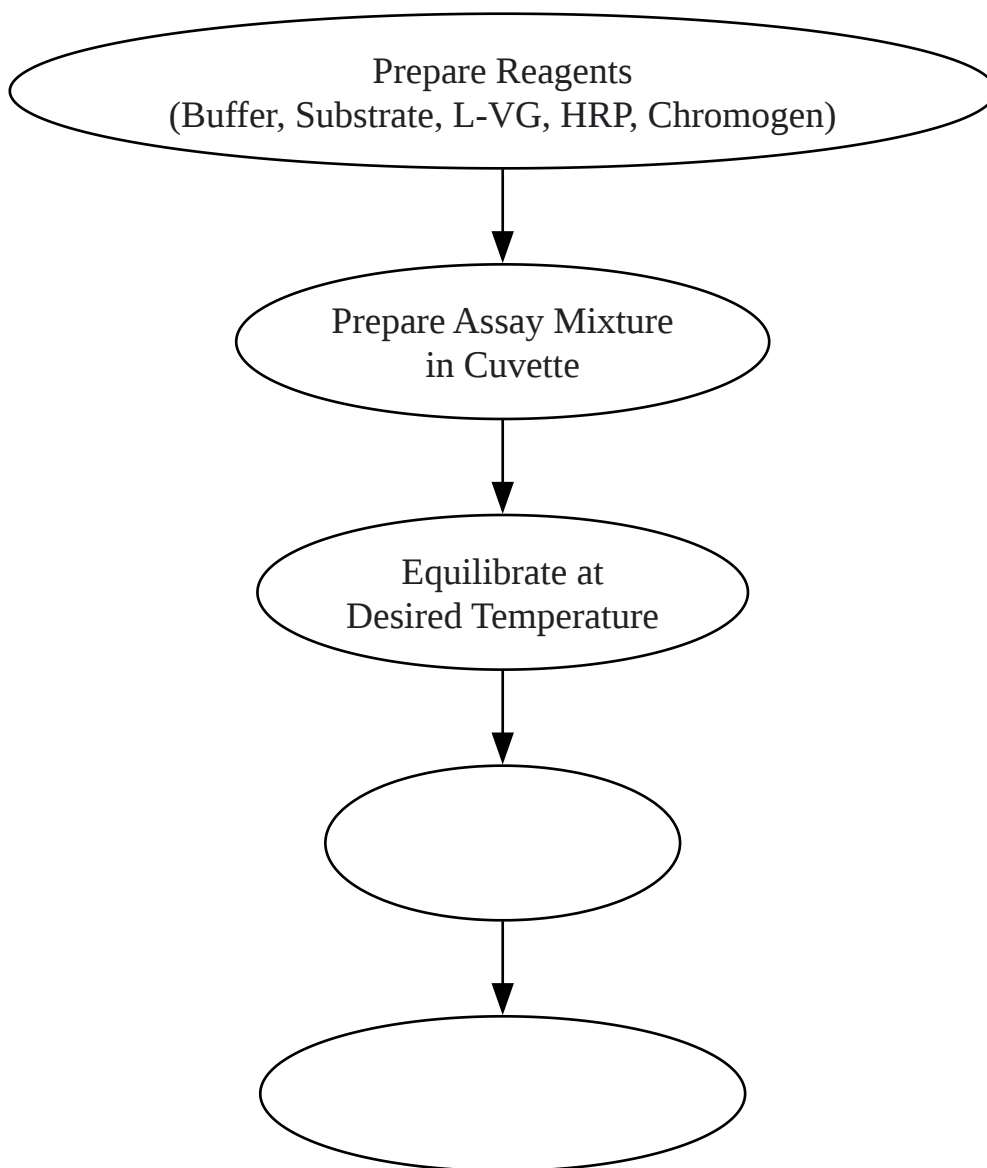 Prepare Reagents
(Buffer, Substrate, L-VG, HRP, Chromogen)
Prepare Assay Mixture
in Cuvette
Equilibrate at
Desired Temperature